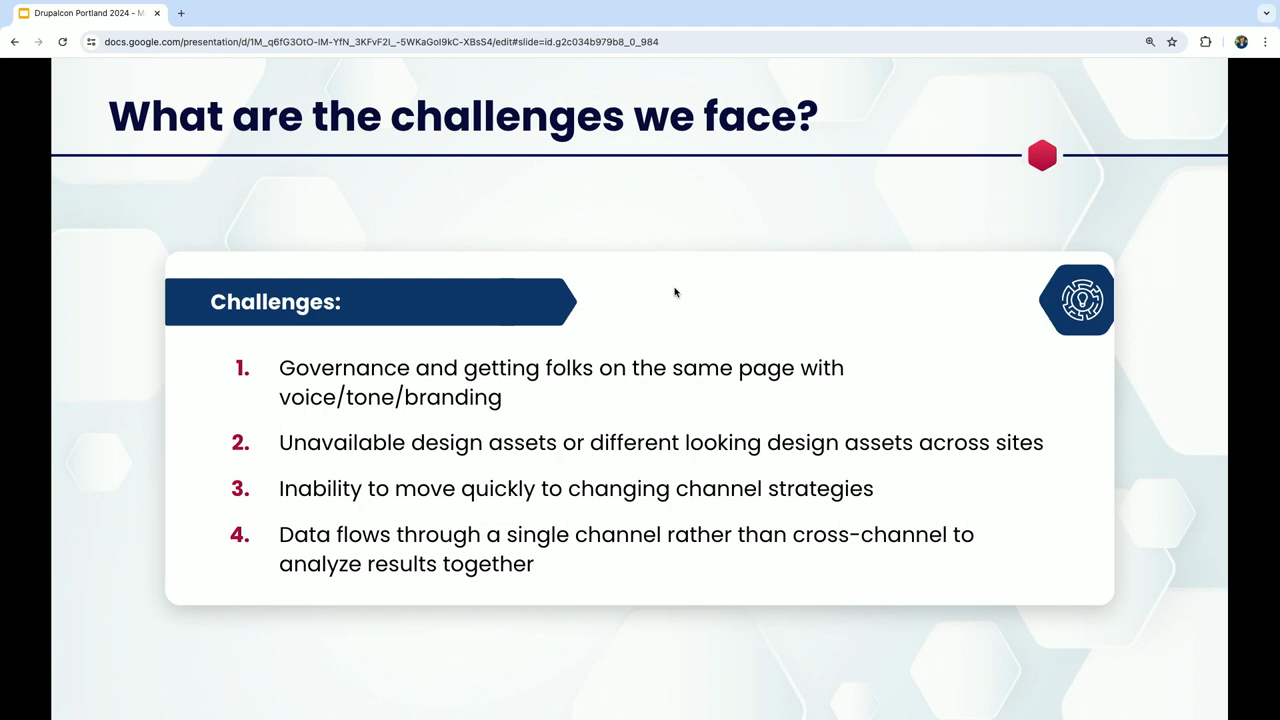 Drupalcon Portland 2024 - M
docs.google.com/presentation/d/1M_q6fG3OtO-IM-YfN_3KFvF2I_-5WKaGoI9kC-XBsS4/edit#slide=id.g2c034b979b8_0_984
What are the challenges we face?
Challenges:
1. Governance and getting folks on the same page with
voice/tone/branding
2. Unavailable design assets or different looking design assets across sites
3. Inability to move quickly to changing channel strategies
4. Data flows through a single channel rather than cross-channel to
analyze results together